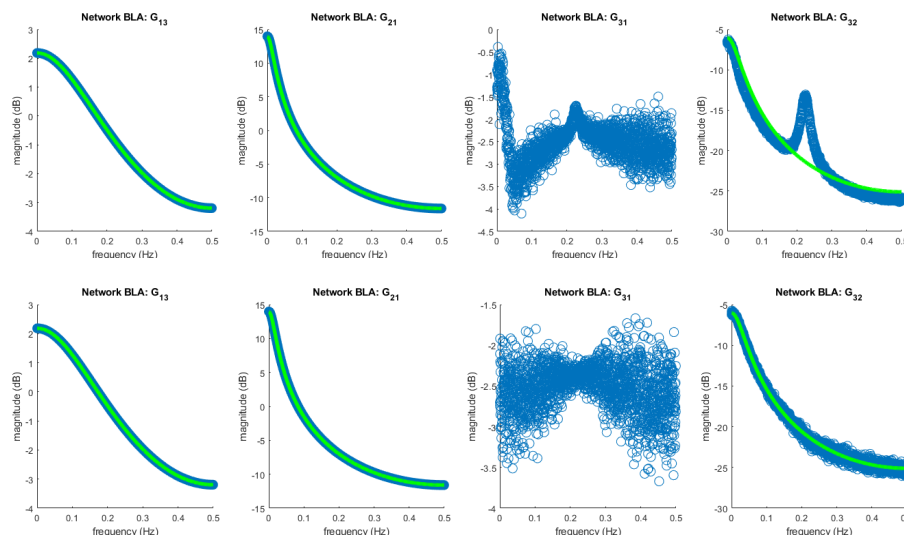 Network BLA: G13 Network BLA: G21 Network BLA: G31 Network BLA: G32
3 15 0 -5
2 10 -0.5 -10
1 5 -1 -15
0 0 -1.5 -20
-1 -5 -2 -25
-2 -10 -2.5 -30
-3 -15 -3
-4 -3.5
-4
-4.5
magnitude (dB) magnitude (dB) magnitude (dB) magnitude (dB)
0 0.1 0.2 0.3 0.4 0.5 0 0.1 0.2 0.3 0.4 0.5 0 0.1 0.2 0.3 0.4 0.5 0 0.1 0.2 0.3 0.4 0.5
frequency (Hz) frequency (Hz) frequency (Hz) frequency (Hz)
Network BLA: G13 Network BLA: G21 Network BLA: G31 Network BLA: G32
3 15 -1.5 -5
2 10 -2 -10
1 5 -2.5 -15
0 0 -3 -20
-1 -5 -3.5 -25
-2 -10 -4 -30
-3 -15
-4
magnitude (dB) magnitude (dB) magnitude (dB) magnitude (dB)
0 0.1 0.2 0.3 0.4 0.5 0 0.1 0.2 0.3 0.4 0.5 0 0.1 0.2 0.3 0.4 0.5 0 0.1 0.2 0.3 0.4 0.5
frequency (Hz) frequency (Hz) frequency (Hz) frequency (Hz)